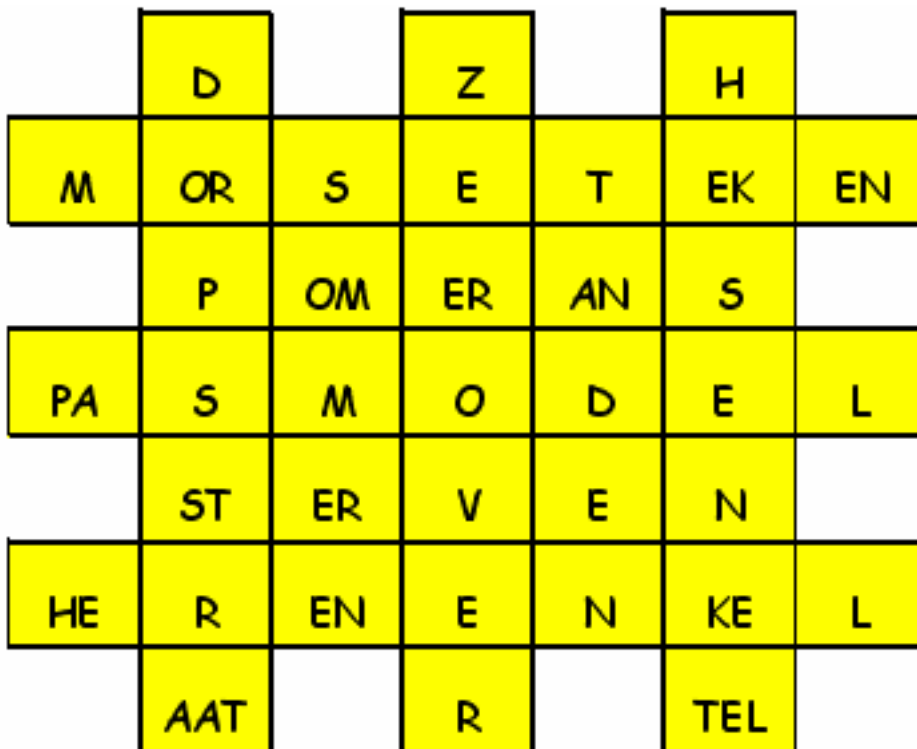 D Z H
M OR S E T EK EN
P OM ER AN S
PA S M O D E L
ST ER V E N
HE R EN E N KE L
AAT R TEL